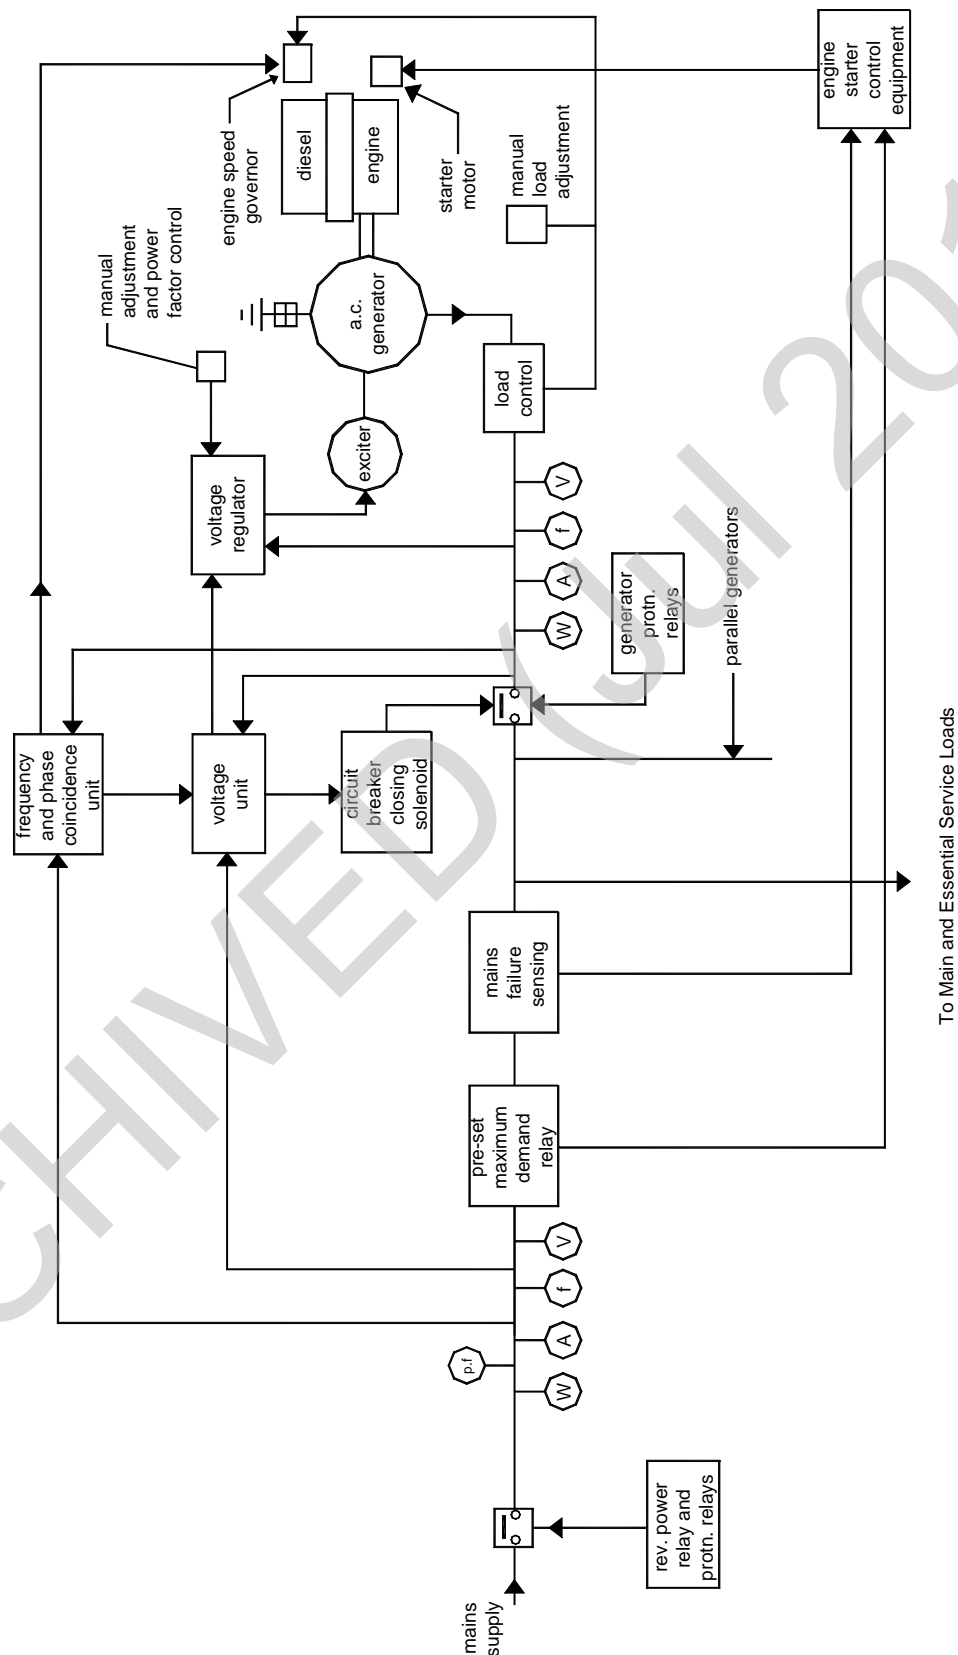 mains
supply
rev. power
relay and
protn. relays
W
A
f
V
p.f
pre-set
maximum
demand
relay
mains
failure
sensing
frequency
and phase
coincidence
unit
voltage
unit
circuit
breaker
closing
solenoid
parallel generators
generator
protn.
relays
W
A
f
V
voltage
regulator
exciter
load
control
manual
adjustment
and power
factor control
a.c.
generator
engine speed
governor
diesel
engine
starter
motor
manual
load
adjustment
engine
starter
control
equipment
To Main and Essential Service Loads
CHIVED (Jul 20